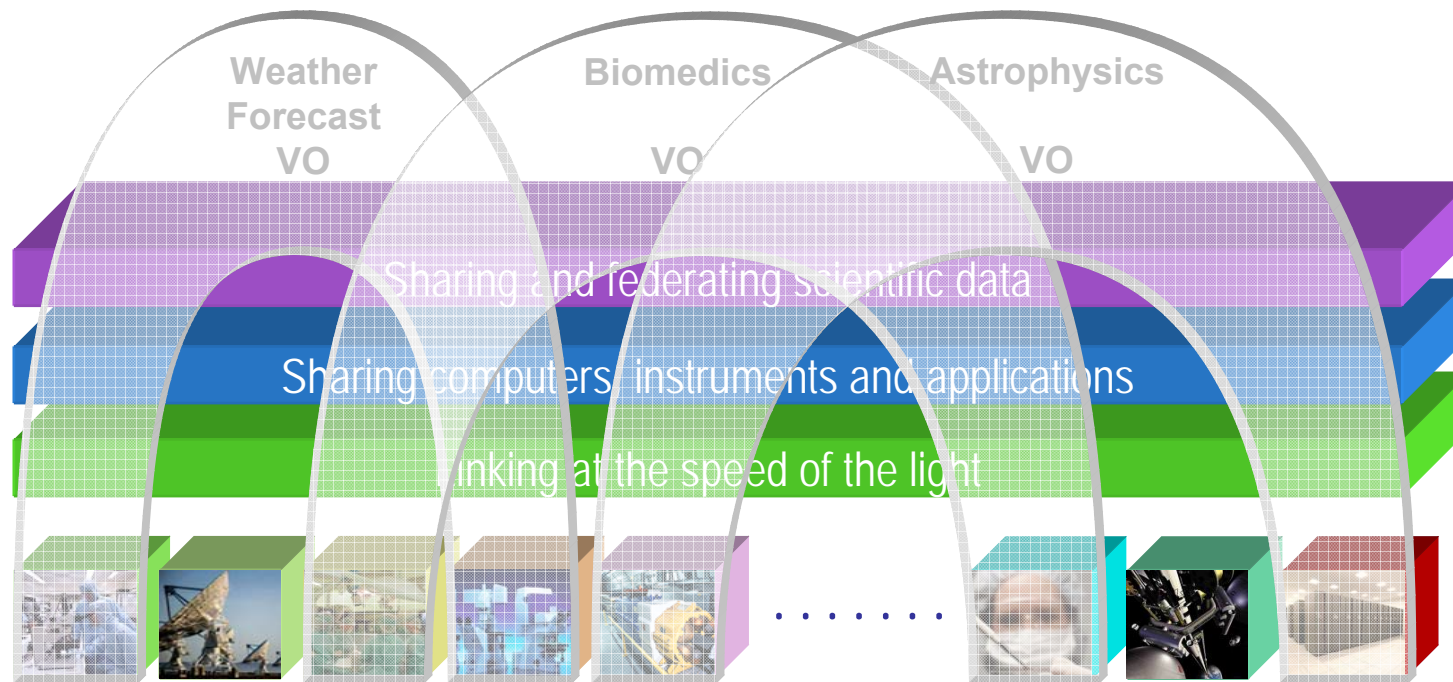 Weather
Forecast
VO
Biomedics
VO
Astrophysics
VO
Sharing and federating scientific data
Sharing computers, instruments and applications
Linking at the speed of the light